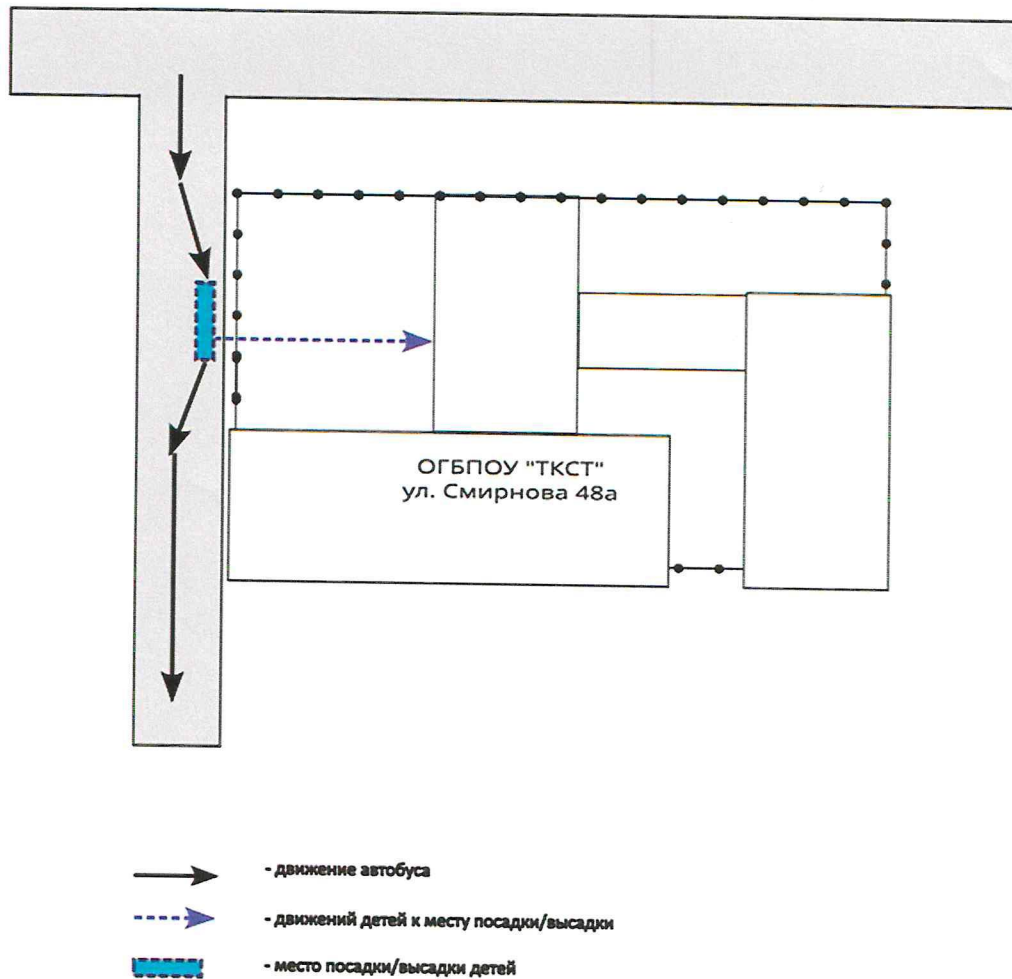 ОГБПОУ "ТКСТ"
ул. Смирнова 48а
- движение автобуса
- движений детей к месту посадки/высадки
- место посадки/высадки детей